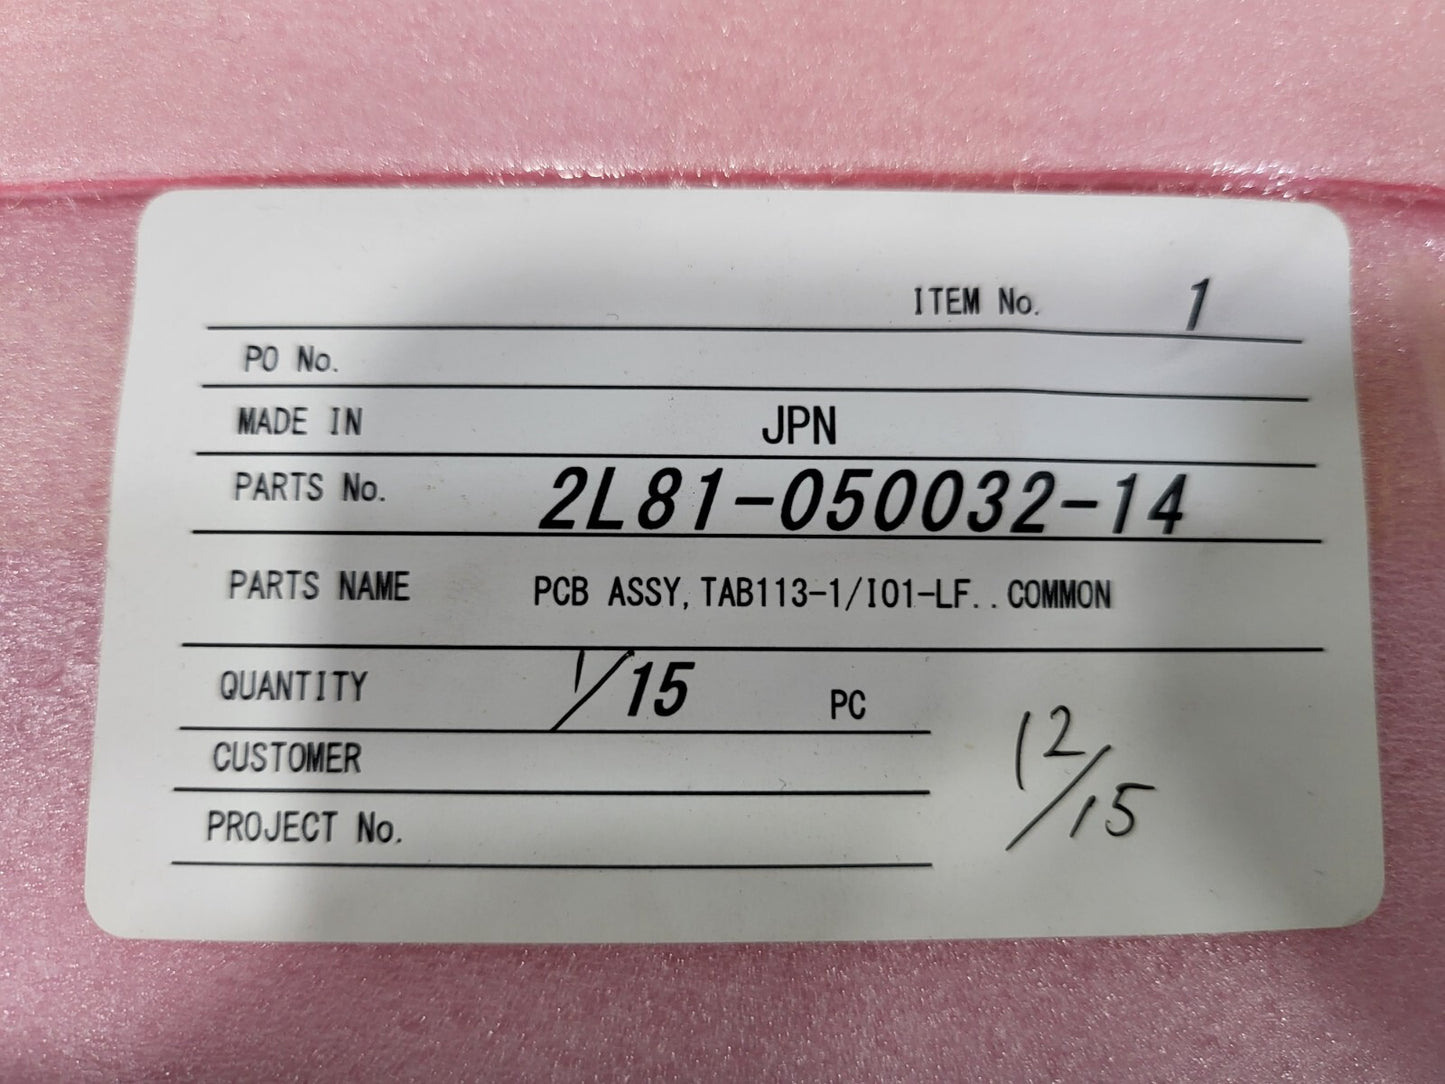 ITEM No. 1
PO No.
MADE IN JPN
PARTS No. 2L81-050032-14
PARTS NAME PCB ASSY, TAB113-1/I01-LF..COMMON
QUANTITY 1/15 PC
CUSTOMER
12/15
PROJECT No.